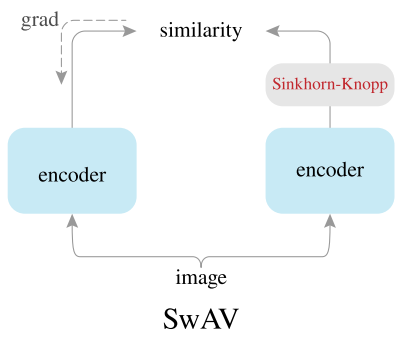 grad
similarity
Sinkhorn-Knopp
encoder
encoder
image
SwAV